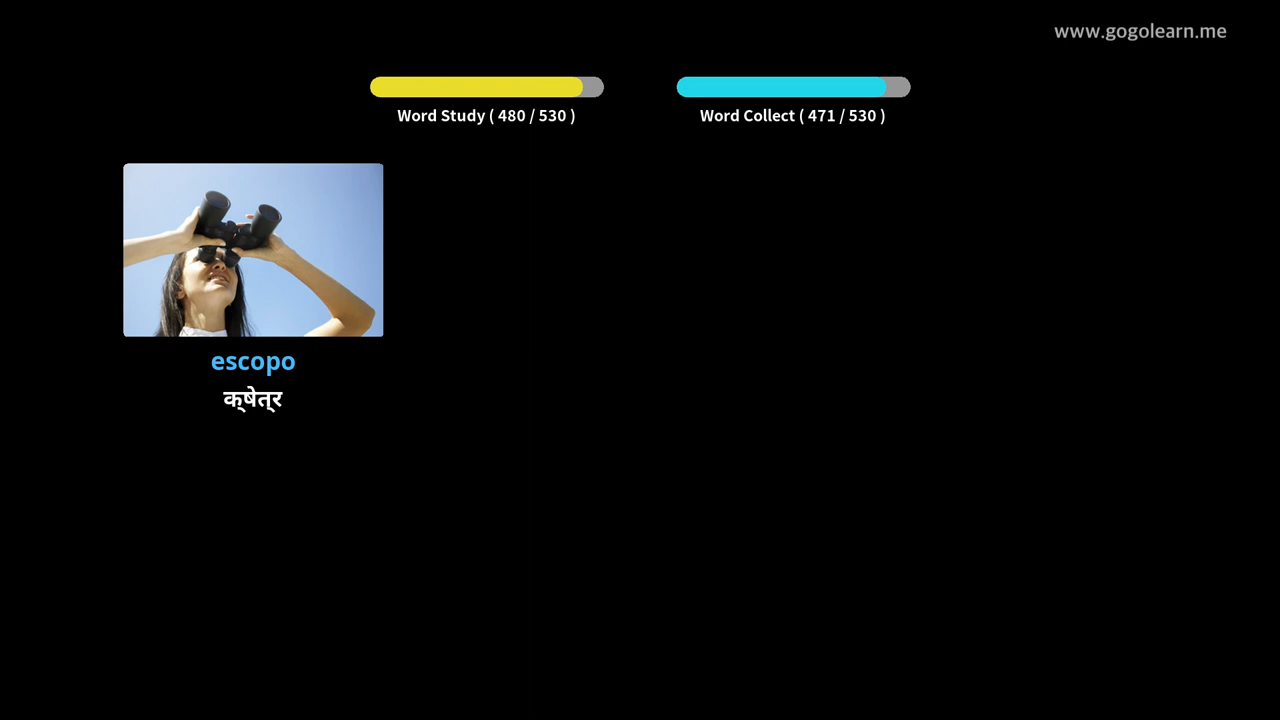 www.gogolearn.me
Word Study ( 480 / 530 )
Word Collect ( 471 / 530 )
escopo
क्षेत्र